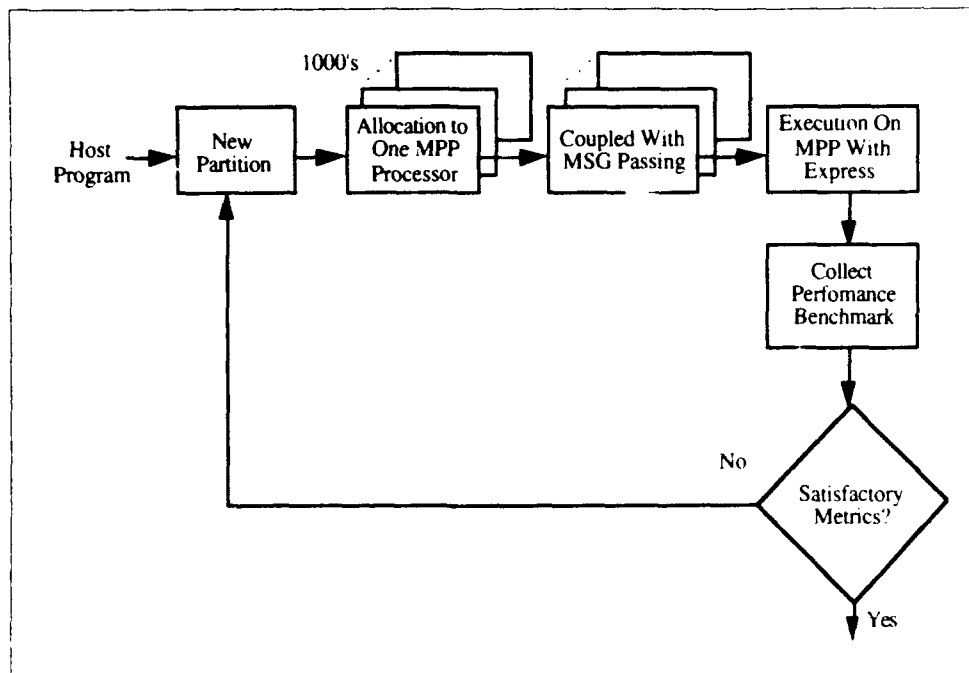 1000's
Host
Program
New
Partition
Allocation to
One MPP
Processor
Coupled With
MSG Passing
Execution On
MPP With
Express
Collect
Perfomance
Benchmark
No
Satisfactory
Metrics?
Yes